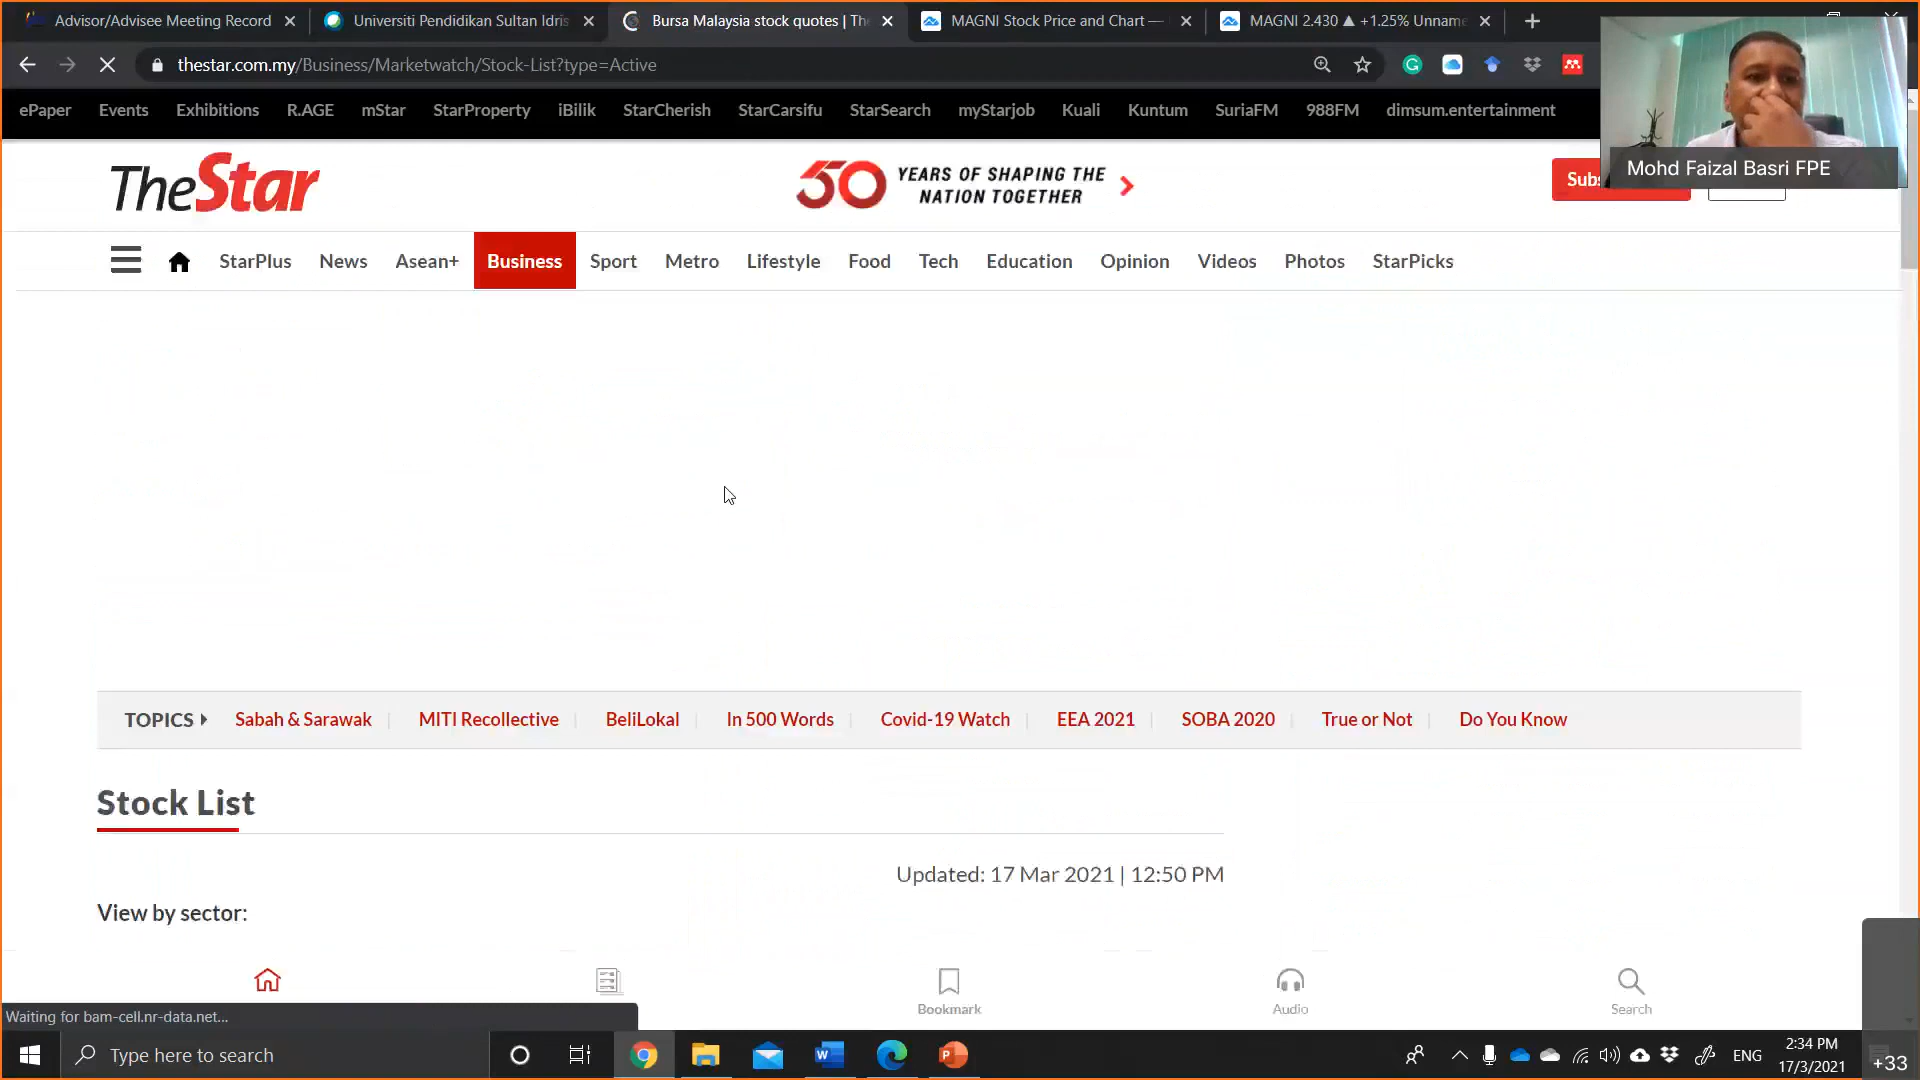 Advisor/Advisee Meeting Record
Universiti Pendidikan Sultan Idris
Bursa Malaysia stock quotes | The
MAGNI Stock Price and Chart —
MAGNI 2.430 ▲ +1.25% Unname
thestar.com.my/Business/Marketwatch/Stock-List?type=Active
ePaper Events Exhibitions R.AGE mStar StarProperty iBilik StarCherish StarCarsifu StarSearch myStarjob Kuali Kuntum SuriaFM 988FM dimsum.entertainment
Mohd Faizal Basri FPE
TheStar
50 YEARS OF SHAPING THE
NATION TOGETHER
Subs
StarPlus News Asean+ Business Sport Metro Lifestyle Food Tech Education Opinion Videos Photos StarPicks
TOPICS Sabah & Sarawak MITI Recollective BeliLokal In 500 Words Covid-19 Watch EEA 2021 SOBA 2020 True or Not Do You Know
Stock List
Updated: 17 Mar 2021 | 12:50 PM
View by sector:
Bookmark Audio Search
Waiting for bam-cell.nr-data.net...
Type here to search
ENG
2:34 PM
17/3/2021
+33